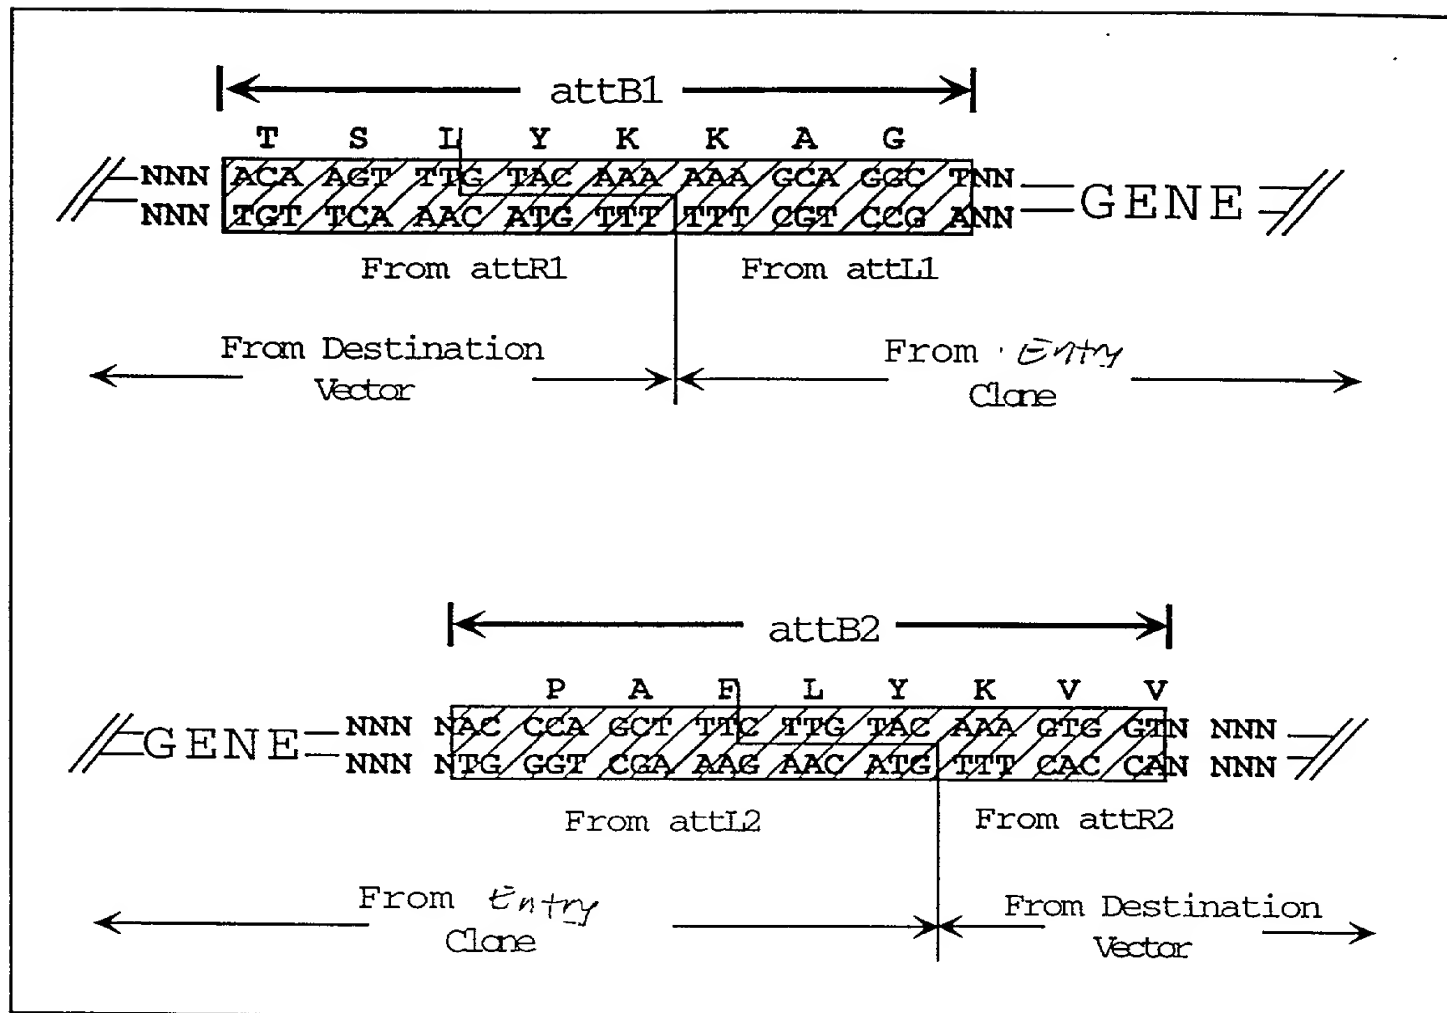 attB1
T S L Y K K A G
NNN ACA AGT TTG TAC AAA AAA GCA GGC TNN GENE
NNN TGT TCA AAC ATG TTT TTT CGT CCG ANN
From attR1 From attL1
From Destination Vector
From Entry Clone
attB2
P A F L Y K V V
GENE NNN NAC CCA GCT TTC TTG TAC AAA GTG GTN NNN
NNN NTG GGT CGA AAG AAC ATG TTT CAC CAN NNN
From attL2 From attR2
From Entry Clone
From Destination Vector